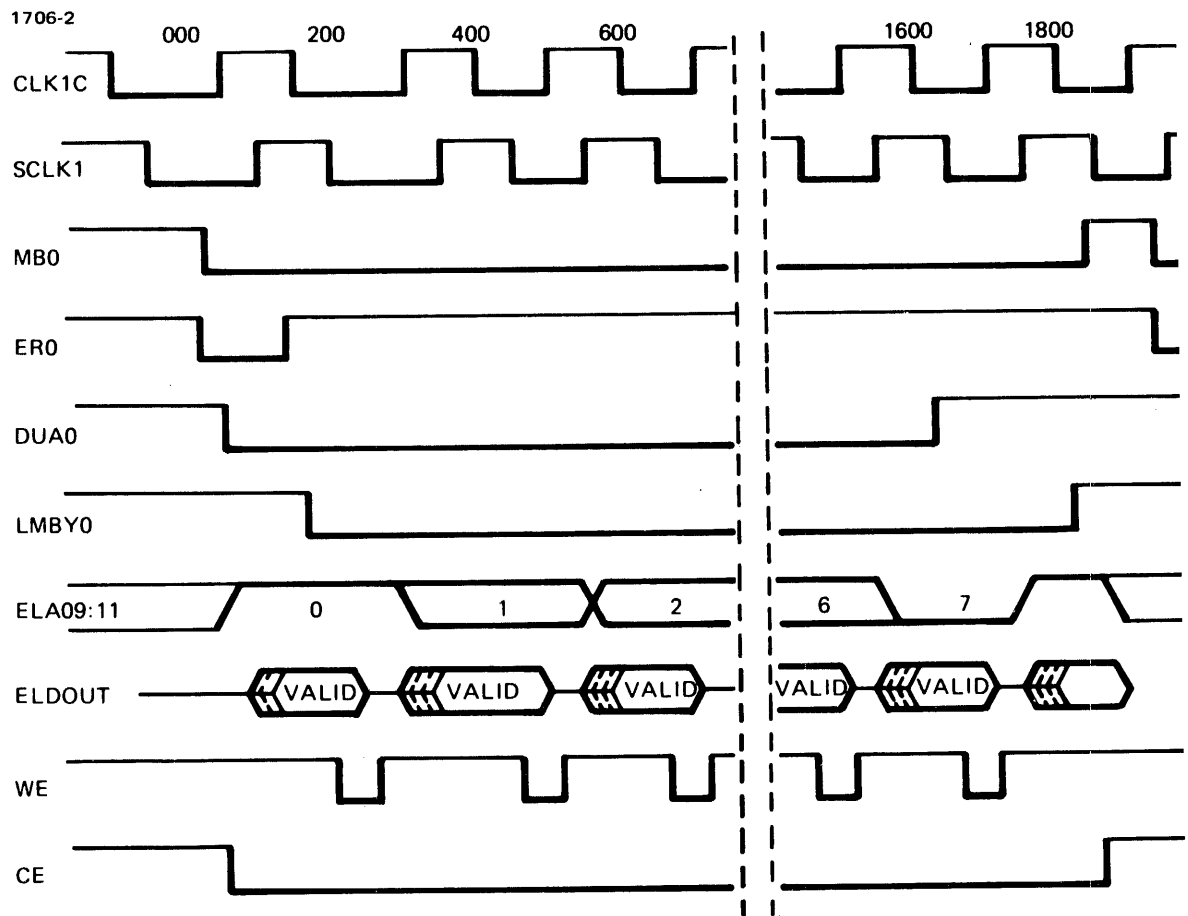 1706-2
000 200 400 600 1600 1800
CLK1C
SCLK1
MB0
ER0
DUA0
LMBY0
ELA09:11 0 1 2 6 7
ELDOUT VALID VALID VALID VALID VALID
WE
CE